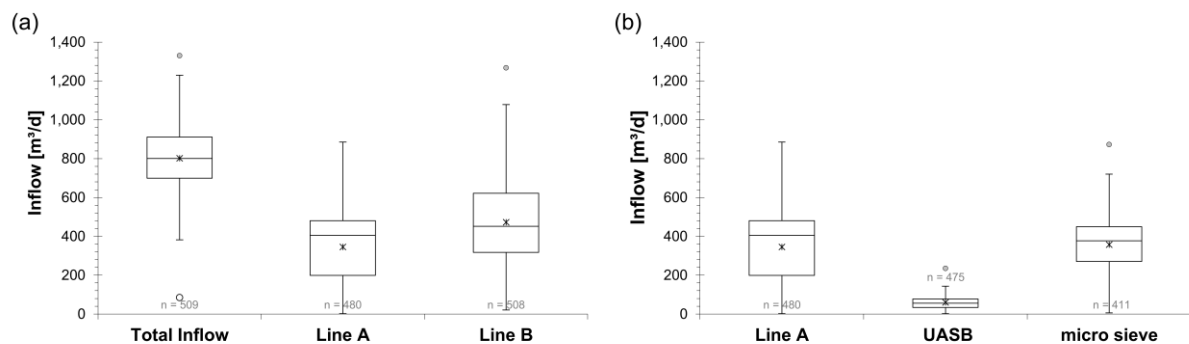 (a)
Inflow [m³/d]
1,400
1,200
1,000
800
600
400
200
0
n = 509
n = 480
n = 508
Total Inflow
Line A
Line B
(b)
Inflow [m³/d]
1,400
1,200
1,000
800
600
400
200
0
n = 480
n = 475
n = 411
Line A
UASB
micro sieve